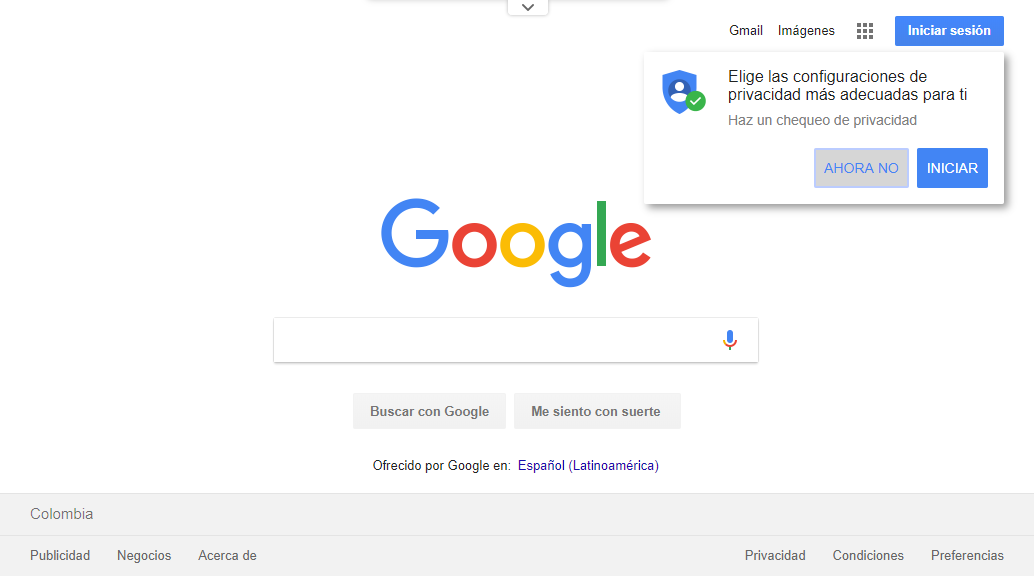 Gmail Imágenes Iniciar sesión
Elige las configuraciones de
privacidad más adecuadas para ti
Haz un chequeo de privacidad
AHORA NO INICIAR
Google
Buscar con Google Me siento con suerte
Ofrecido por Google en: Español (Latinoamérica)
Colombia
Publicidad Negocios Acerca de Privacidad Condiciones Preferencias